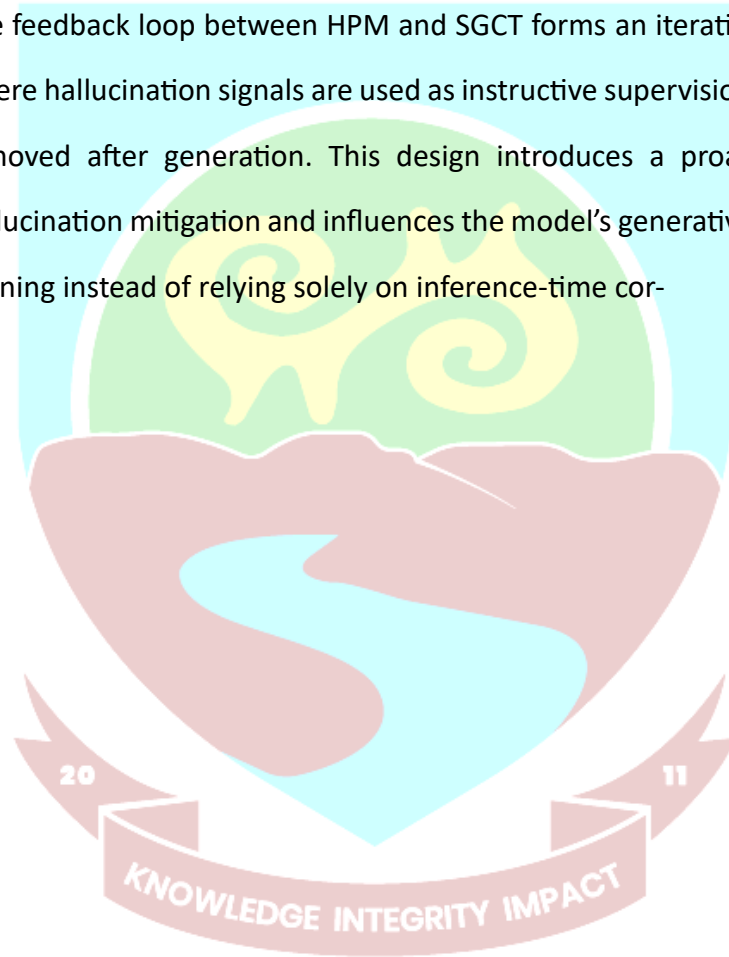 e feedback loop between HPM and SGCT forms an iterati
ere hallucination signals are used as instructive supervisio
noved after generation. This design introduces a proa
lucination mitigation and influences the model's generativ
ning instead of relying solely on inference-time cor-
20
11
KNOWLEDGE INTEGRITY IMPACT